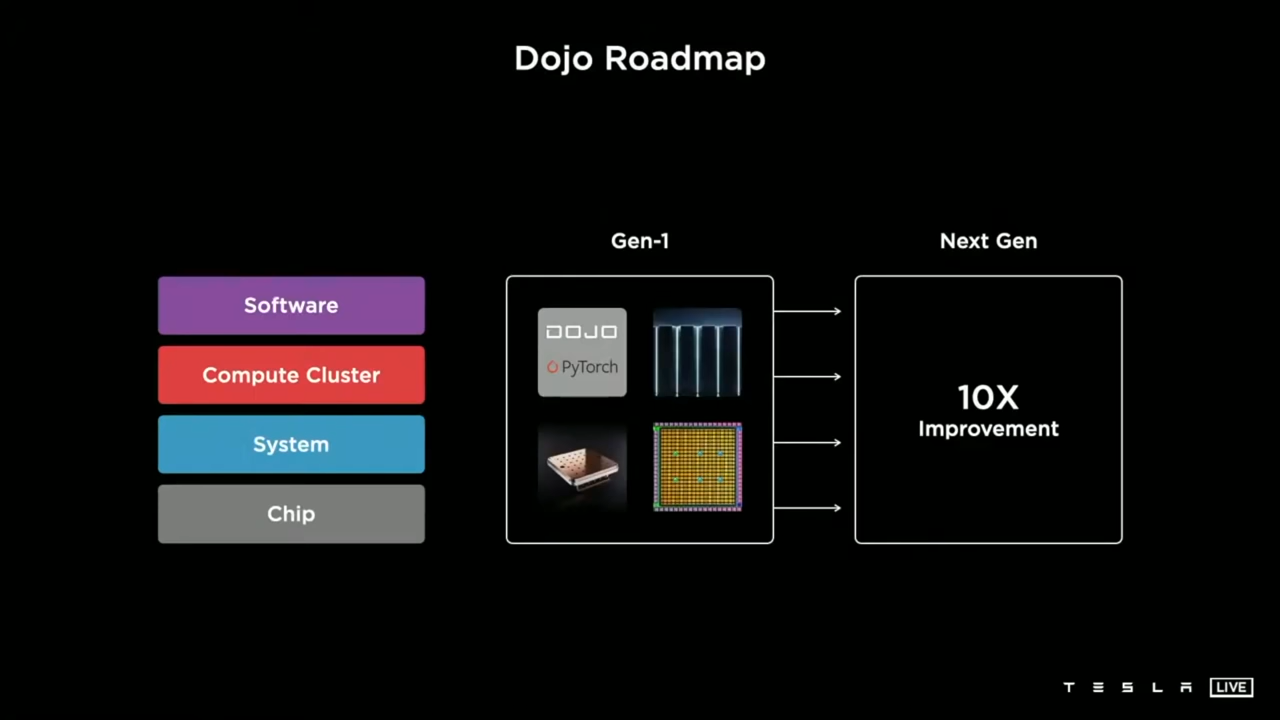 Dojo Roadmap
Gen-1
Next Gen
Software
Compute Cluster
System
Chip
DOJO
PyTorch
10X
Improvement
TESLA LIVE